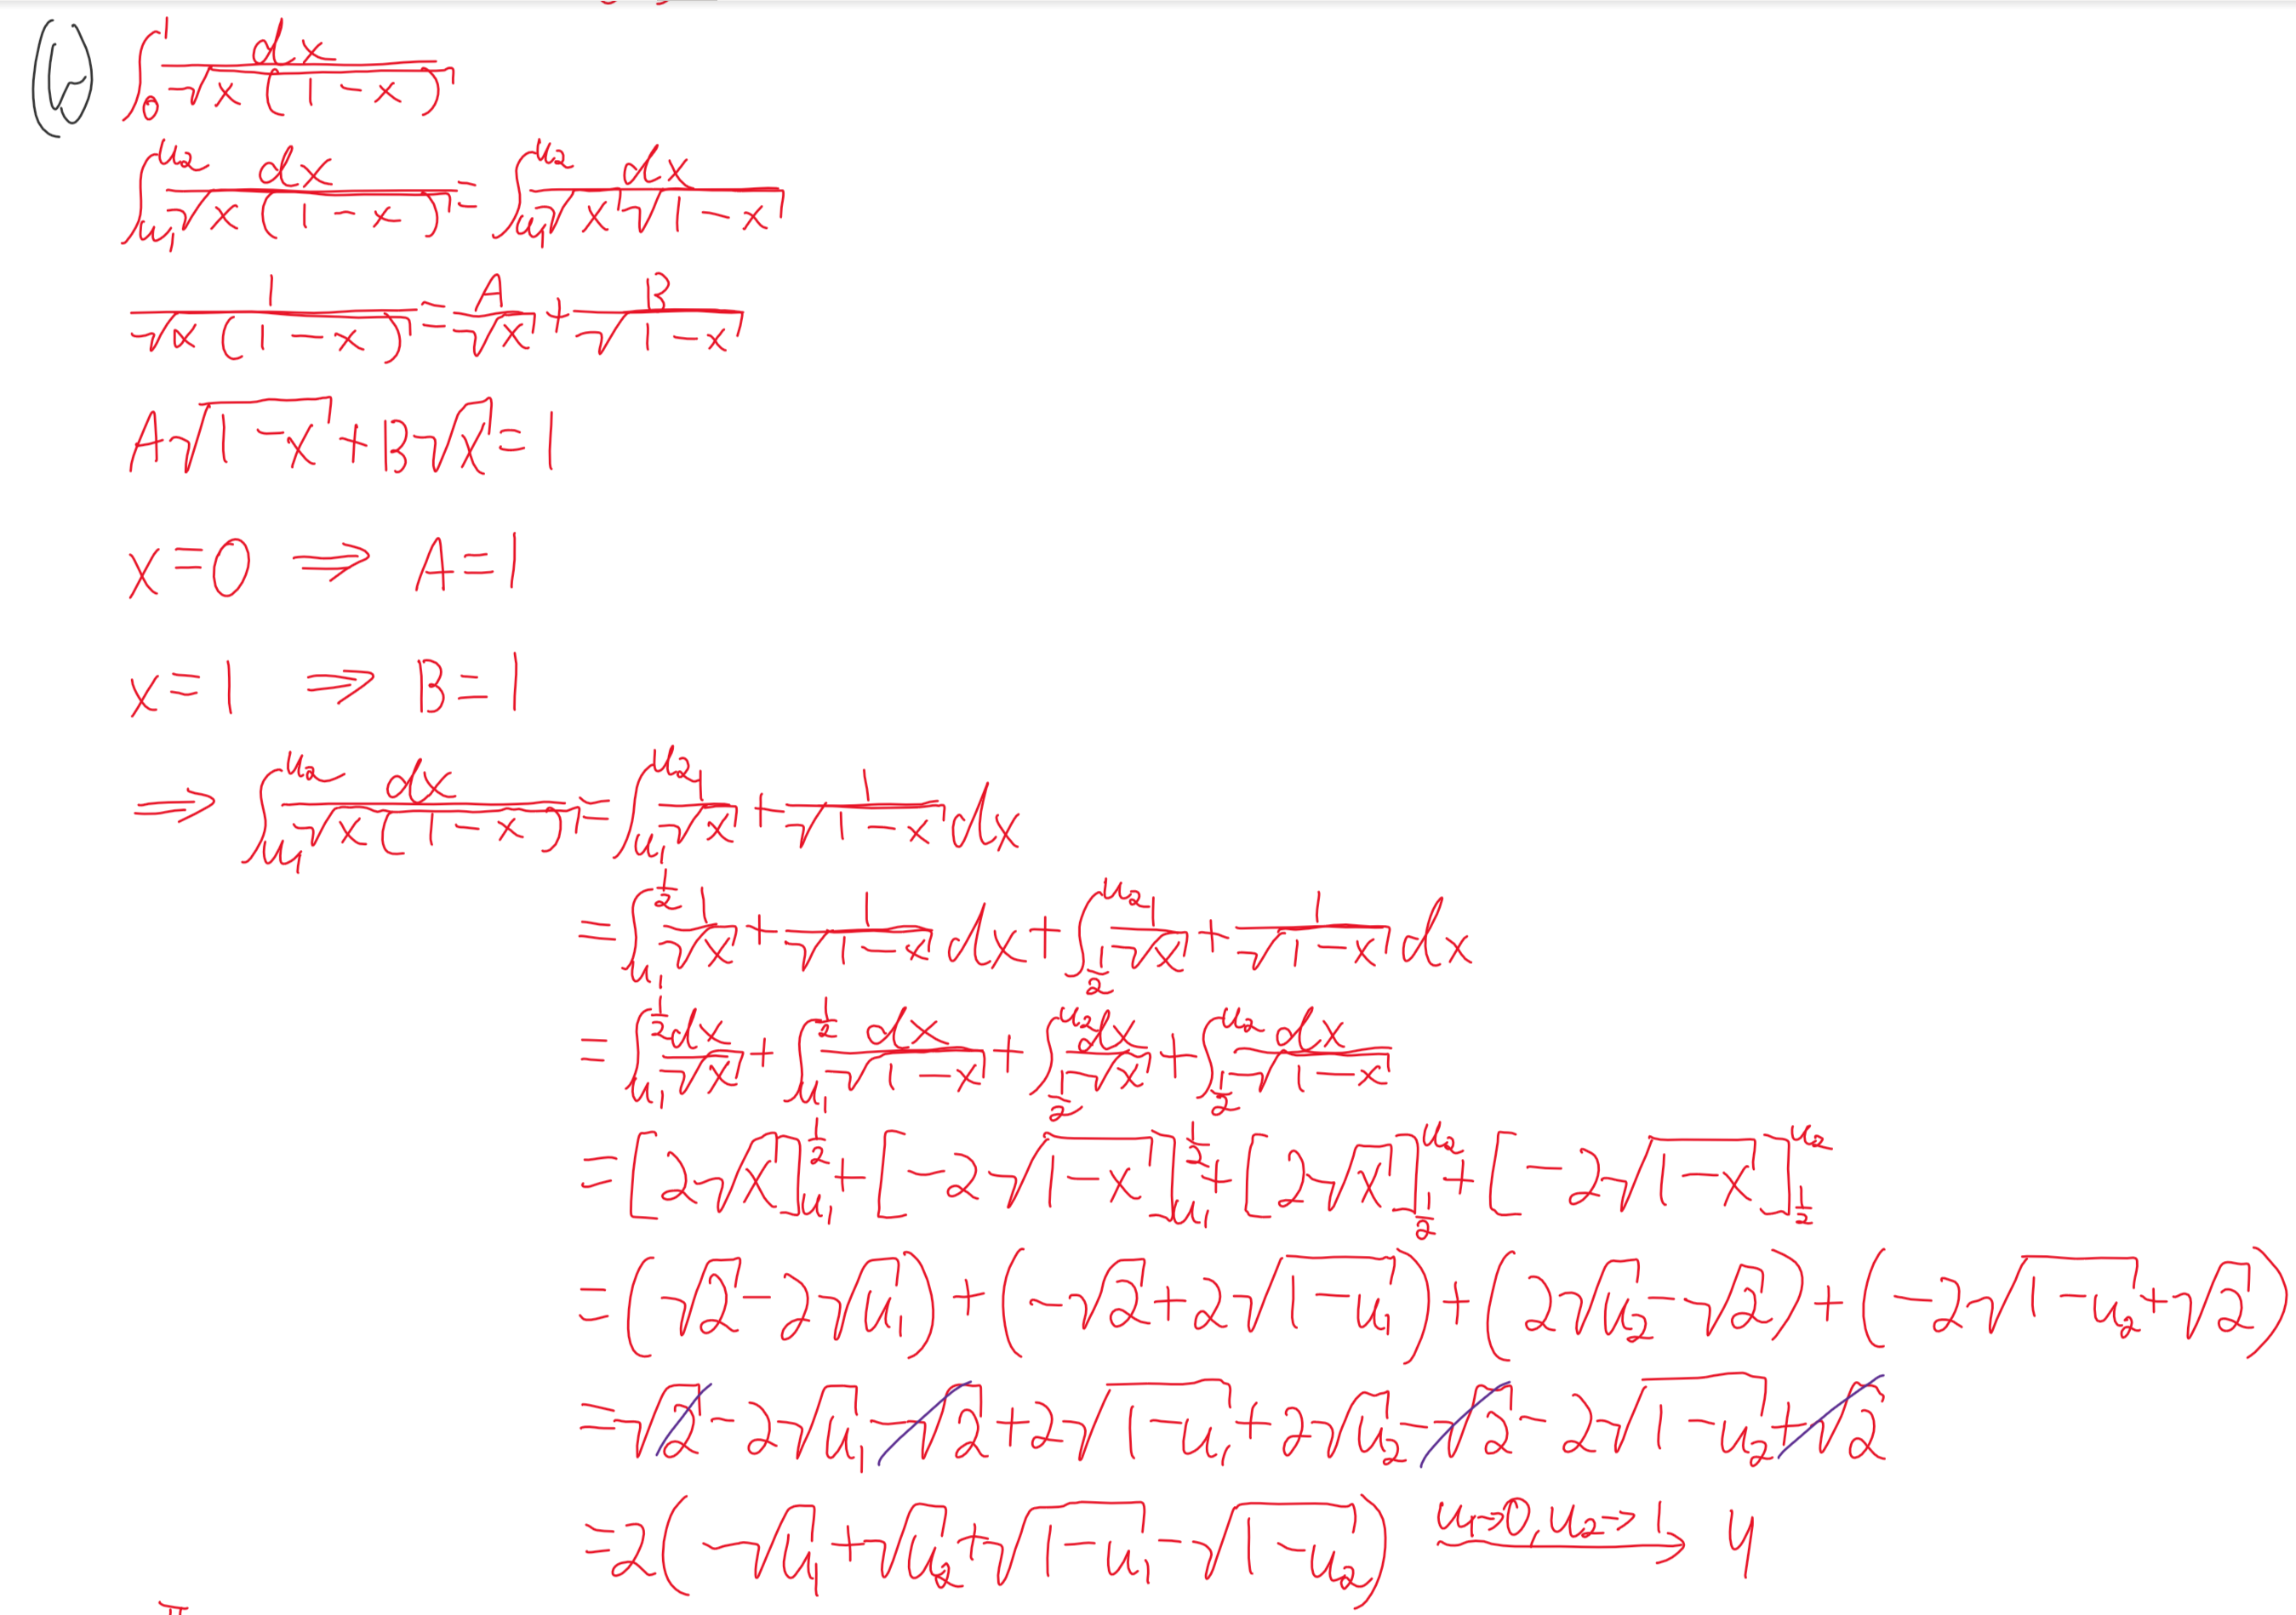 (b) ∫_0^1 dx/√(x(1-x))
∫_{u₁}^{u₂} dx/√(x(1-x)) = ∫_{u₁}^{u₂} dx/(√x √(1-x))
1/√(x(1-x)) = A/√x + B/√(1-x)
A√(1-x) + B√x = 1
x=0 ⇒ A=1
x=1 ⇒ B=1
⇒ ∫_{u₁}^{u₂} dx/√(x(1-x)) = ∫_{u₁}^{u₂} 1/√x + 1/√(1-x) dx
= ∫_{u₁}^{1/2} 1/√x + 1/√(1-x) dx + ∫_{1/2}^{u₂} 1/√x + 1/√(1-x) dx
= ∫_{u₁}^{1/2} dx/√x + ∫_{u₁}^{1/2} dx/√(1-x) + ∫_{1/2}^{u₂} dx/√x + ∫_{1/2}^{u₂} dx/√(1-x)
= [2√x]_{u₁}^{1/2} + [-2√(1-x)]_{u₁}^{1/2} + [2√x]_{1/2}^{u₂} + [-2√(1-x)]_{1/2}^{u₂}
= (√2 - 2√u₁) + (-√2 + 2√(1-u₁)) + (2√u₂ - √2) + (-2√(1-u₂) + √2)
= √2 - 2√u₁ - √2 + 2√(1-u₁) + 2√u₂ - √2 - 2√(1-u₂) + √2
= 2(-√u₁ + √u₂ + √(1-u₁) - √(1-u₂)) u₁→0, u₂→1 → 4